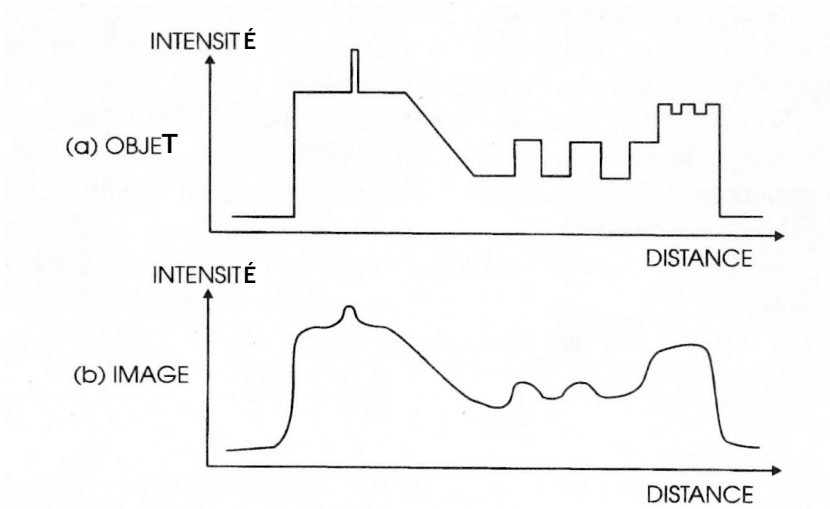 INTENSITÉ
(a) OBJET
DISTANCE
INTENSITÉ
(b) IMAGE
DISTANCE